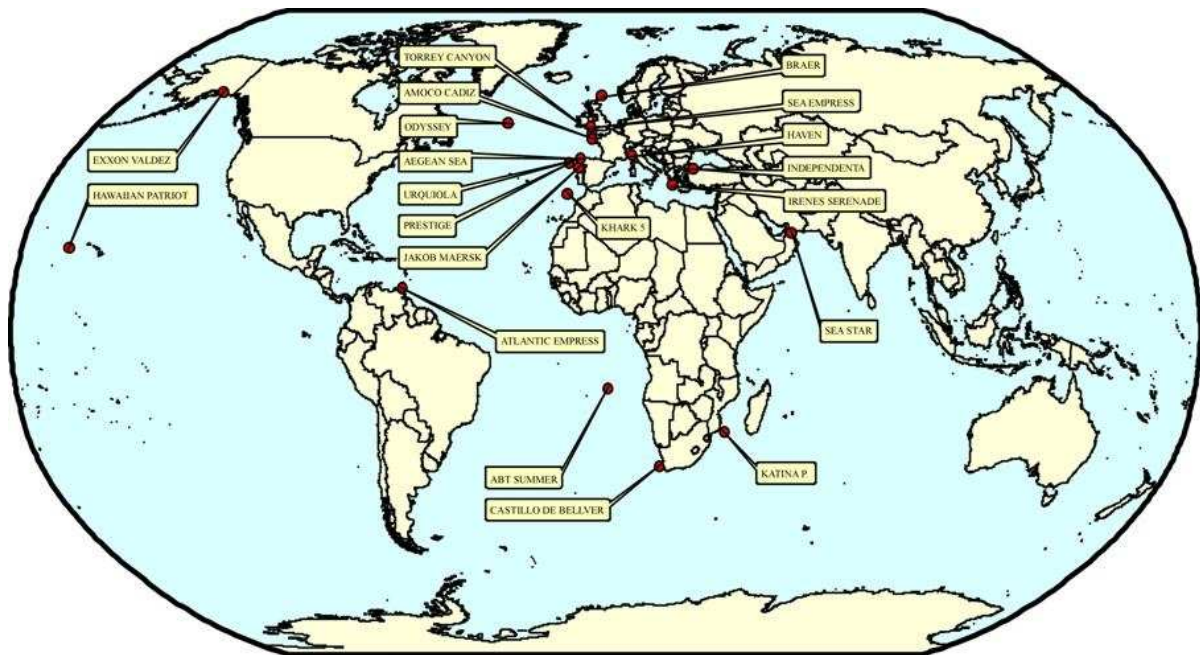 TORREY CANYON
BRAER
AMOCO CADIZ
SEA EMPRESS
ODYSSEY
HAVEN
EXXON VALDEZ
AEGEAN SEA
INDEPENDENTA
HAWAIIAN PATRIOT
URQUIOLA
IRENES SERENADE
PRESTIGE
KHARK 5
JAKOB MAERSK
SEA STAR
ATLANTIC EMPRESS
ABT SUMMER
KATINA P.
CASTILLO DE BELLVER